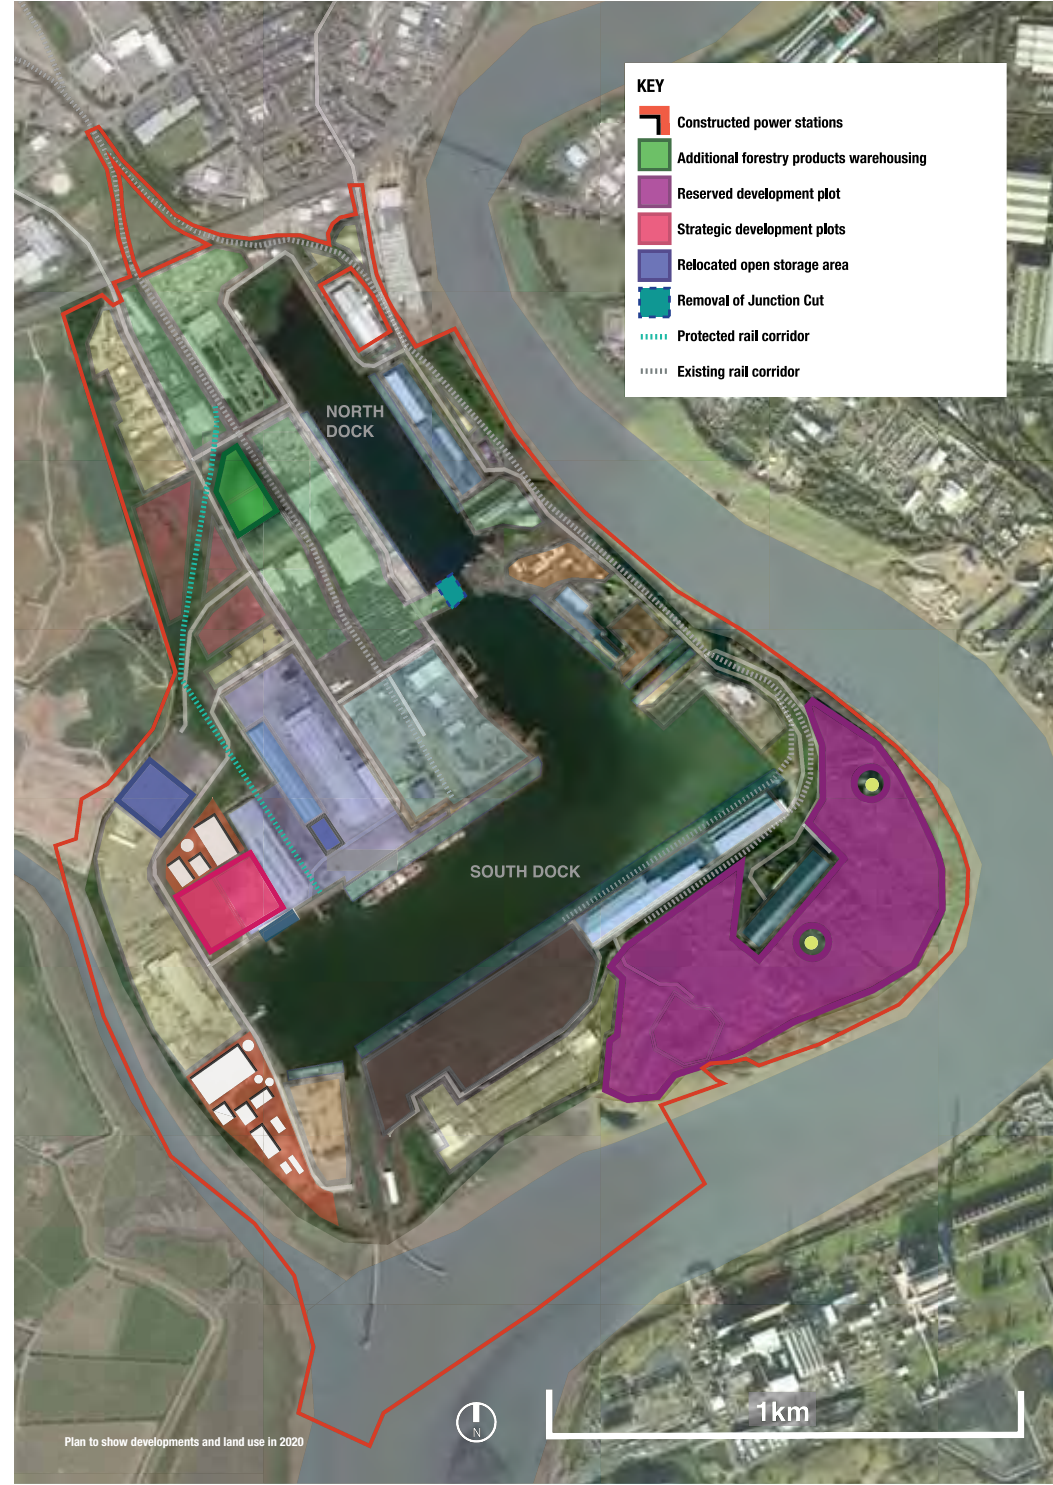 KEY
Constructed power stations
Additional forestry products warehousing
Reserved development plot
Strategic development plots
Relocated open storage area
Removal of Junction Cut
Protected rail corridor
Existing rail corridor
NORTH
DOCK
SOUTH DOCK
1km
N
Plan to show developments and land use in 2020